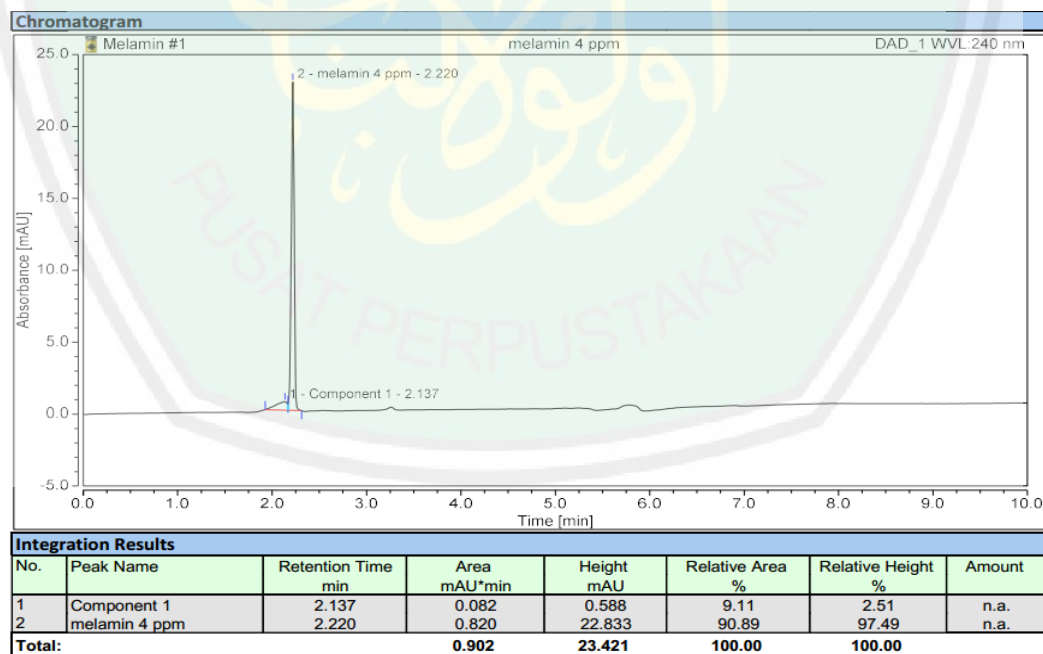 Chromatogram
Melamin #1 melamin 4 ppm DAD_1 WVL:240 nm
25.0
2 - melamin 4 ppm - 2.220
20.0
15.0
10.0
5.0
1 - Component 1 - 2.137
0.0
-5.0
Absorbance [mAU]
0.0 1.0 2.0 3.0 4.0 5.0 6.0 7.0 8.0 9.0 10.0
Time [min]
PUSAT PERPUSTAKAAN
Integration Results
No. Peak Name Retention Time Area Height Relative Area Relative Height Amount
min mAU*min mAU % %
1 Component 1 2.137 0.082 0.588 9.11 2.51 n.a.
2 melamin 4 ppm 2.220 0.820 22.833 90.89 97.49 n.a.
Total: 0.902 23.421 100.00 100.00